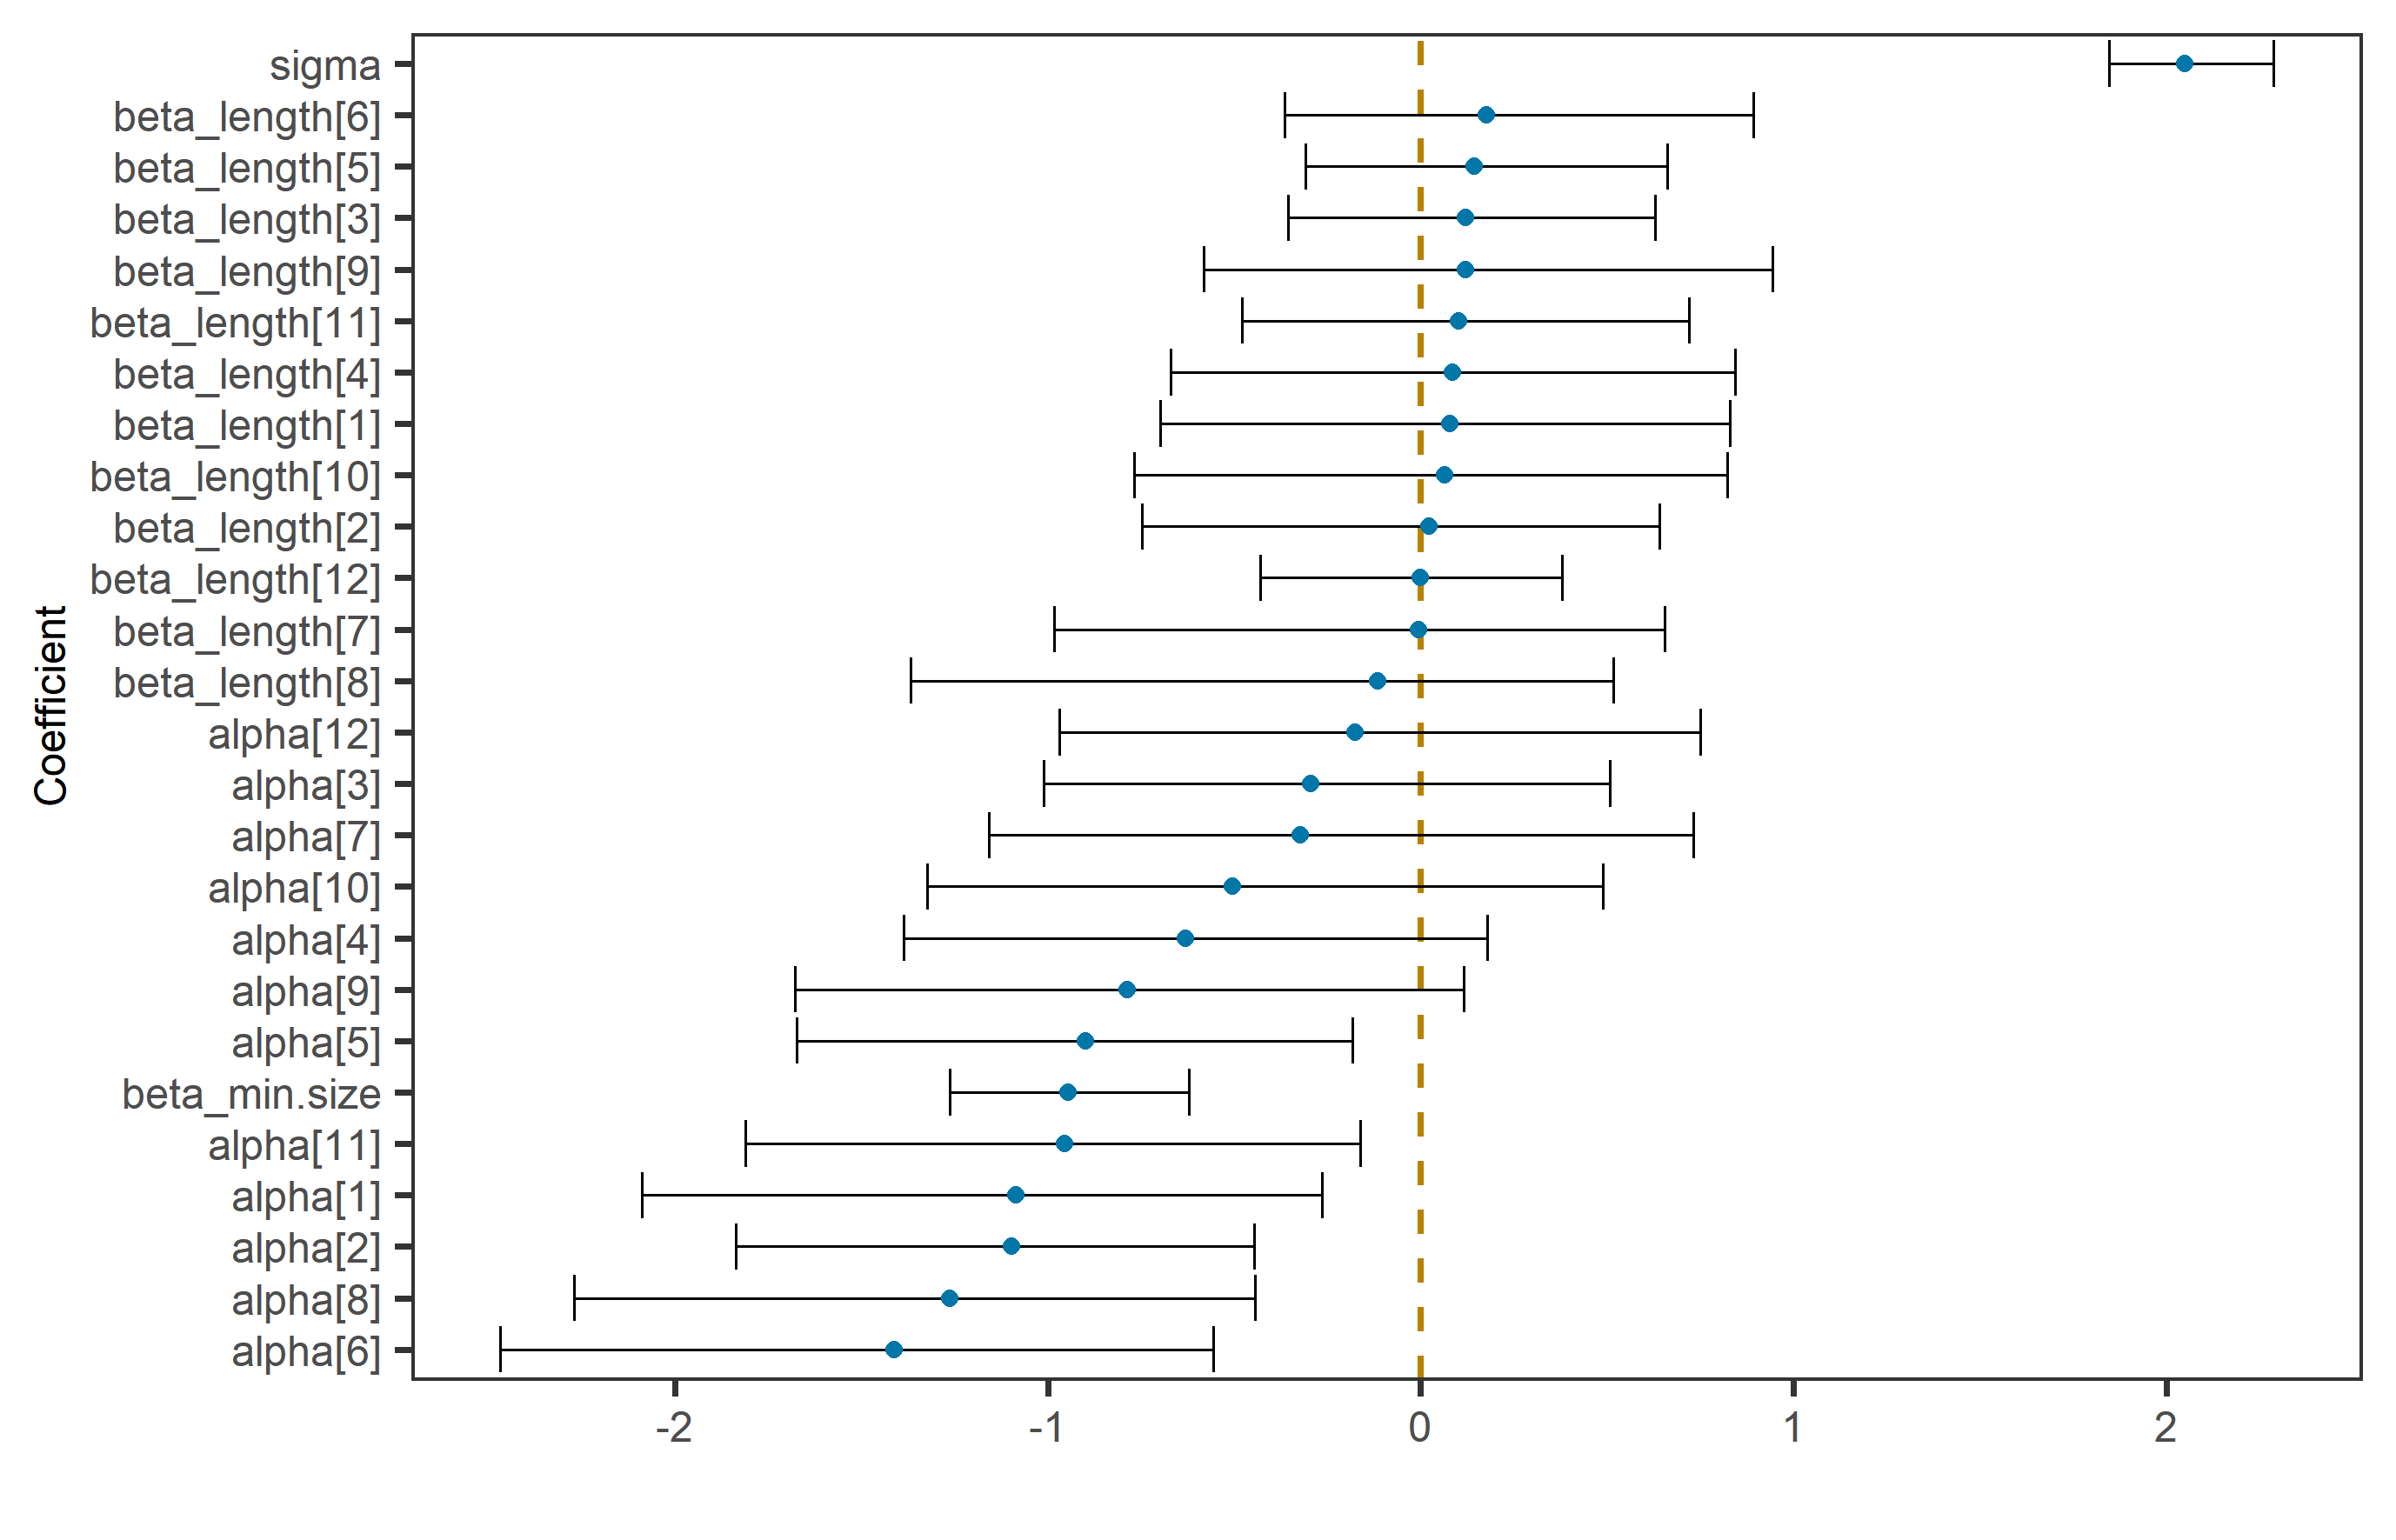 sigma
beta_length[6]
beta_length[5]
beta_length[3]
beta_length[9]
beta_length[11]
beta_length[4]
beta_length[1]
beta_length[10]
beta_length[2]
beta_length[12]
beta_length[7]
beta_length[8]
alpha[12]
alpha[3]
alpha[7]
alpha[10]
alpha[4]
alpha[9]
alpha[5]
beta_min.size
alpha[11]
alpha[1]
alpha[2]
alpha[8]
alpha[6]
Coefficient
-2 -1 0 1 2